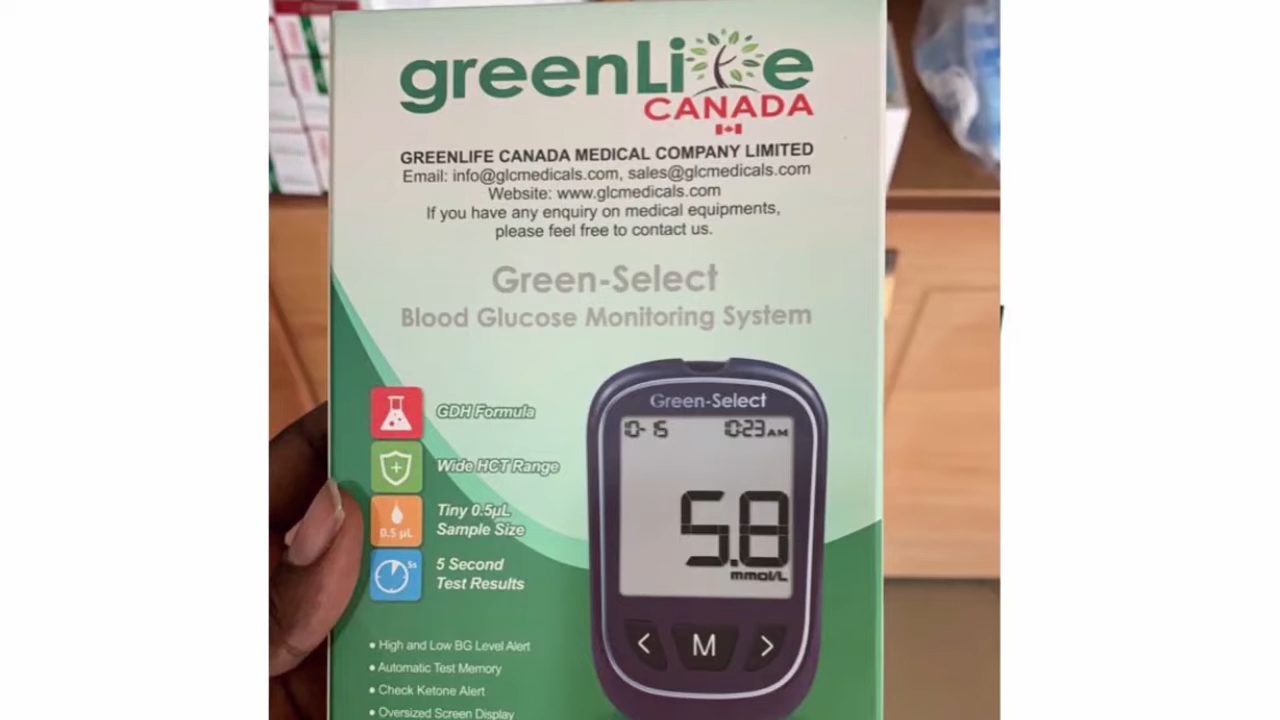 greenLife
CANADA
GREENLIFE CANADA MEDICAL COMPANY LIMITED
Email: info@glcmedicals.com, sales@glcmedicals.com
Website: www.glcmedicals.com
If you have any enquiry on medical equipments,
please feel free to contact us.
Green-Select
Blood Glucose Monitoring System
GDH Formula
Wide HCT Range
0.5 µL
Tiny 0.5µL
Sample Size
5s
5 Second
Test Results
• High and Low BG Level Alert
• Automatic Test Memory
• Check Ketone Alert
• Oversized Screen Display
Green-Select
10-15 10:23 AM
5.8
mmol/L
< M >